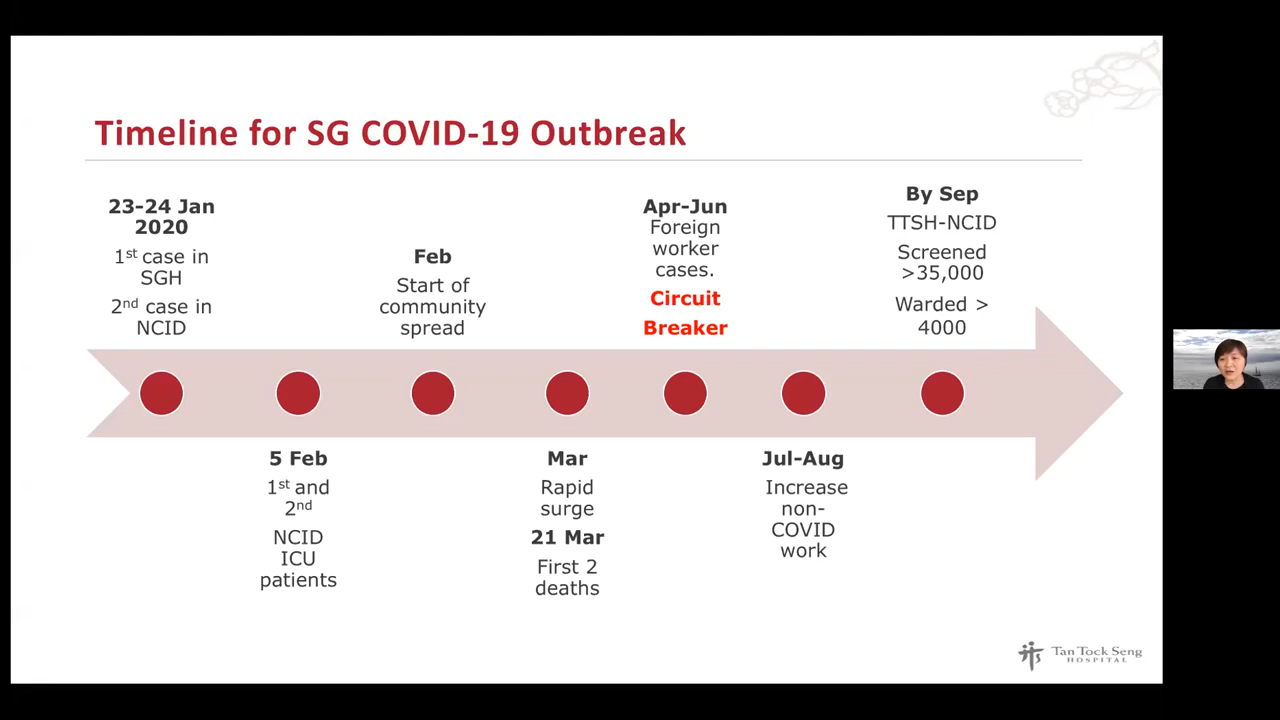 Timeline for SG COVID-19 Outbreak
23-24 Jan
2020
1st case in
SGH
2nd case in
NCID
5 Feb
1st and
2nd
NCID
ICU
patients
Feb
Start of
community
spread
Mar
Rapid
surge
21 Mar
First 2
deaths
Apr-Jun
Foreign
worker
cases.
Circuit
Breaker
Jul-Aug
Increase
non-
COVID
work
By Sep
TTSH-NCID
Screened
>35,000
Warded >
4000
Tan Tock Seng
HOSPITAL